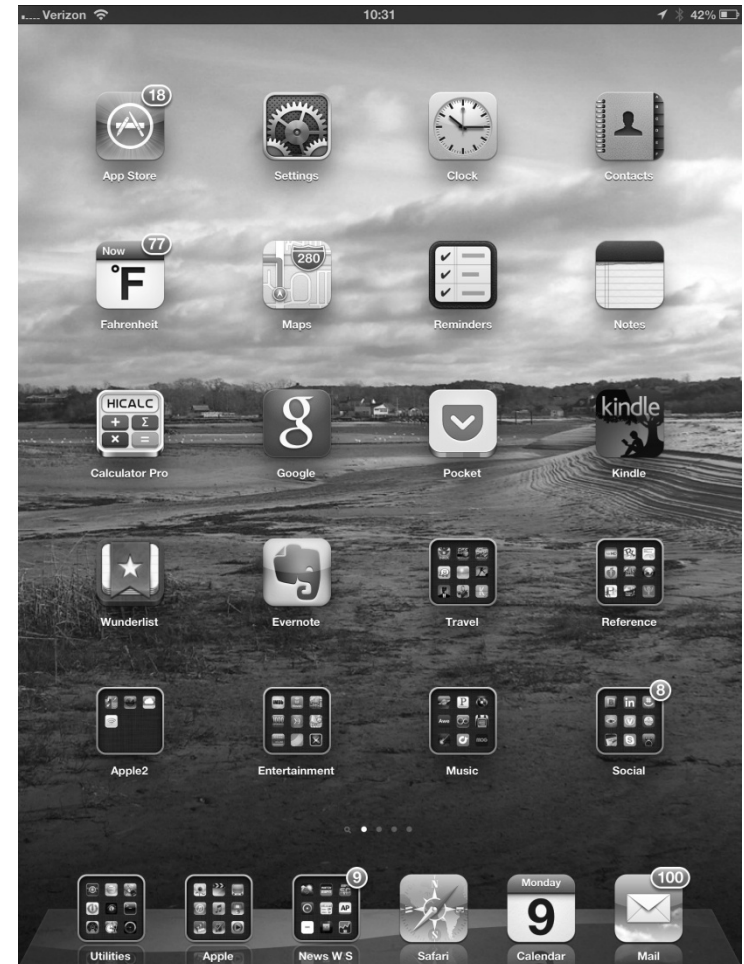 Verizon 10:31 42%
18
App Store Settings Clock Contacts
Now 77 280
°F
Fahrenheit Maps Reminders Notes
HICALC g kindle
+ Σ
× =
Calculator Pro Google Pocket Kindle
Wunderlist Evernote Travel Reference
8
in
P
Apple2 Entertainment Music Social
9 Monday 100
AP 9
Utilities Apple News W S Safari Calendar Mail